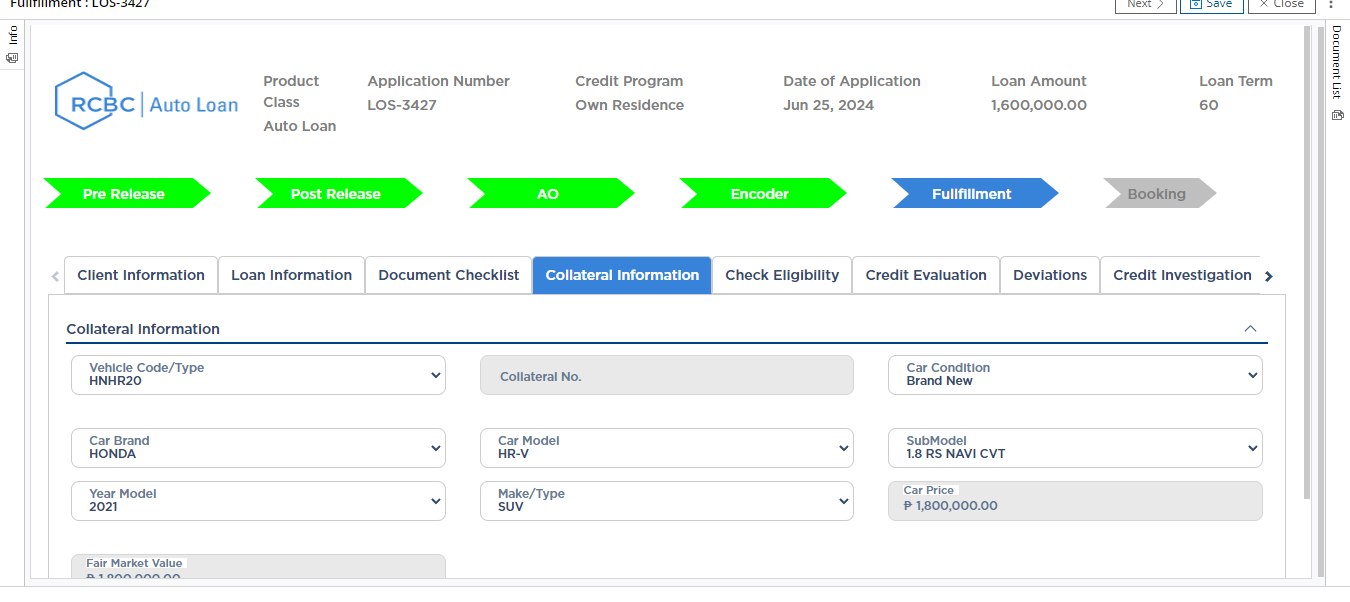 Fulfillment : LOS-3427
Next
Save
Close
Info
Document List
RCBC Auto Loan
Product Class
Auto Loan
Application Number
LOS-3427
Credit Program
Own Residence
Date of Application
Jun 25, 2024
Loan Amount
1,600,000.00
Loan Term
60
Pre Release
Post Release
AO
Encoder
Fullfillment
Booking
Client Information
Loan Information
Document Checklist
Collateral Information
Check Eligibility
Credit Evaluation
Deviations
Credit Investigation
Collateral Information
Vehicle Code/Type
HNHR20
Collateral No.
Car Condition
Brand New
Car Brand
HONDA
Car Model
HR-V
SubModel
1.8 RS NAVI CVT
Year Model
2021
Make/Type
SUV
Car Price
₱ 1,800,000.00
Fair Market Value
₱ 1,800,000.00